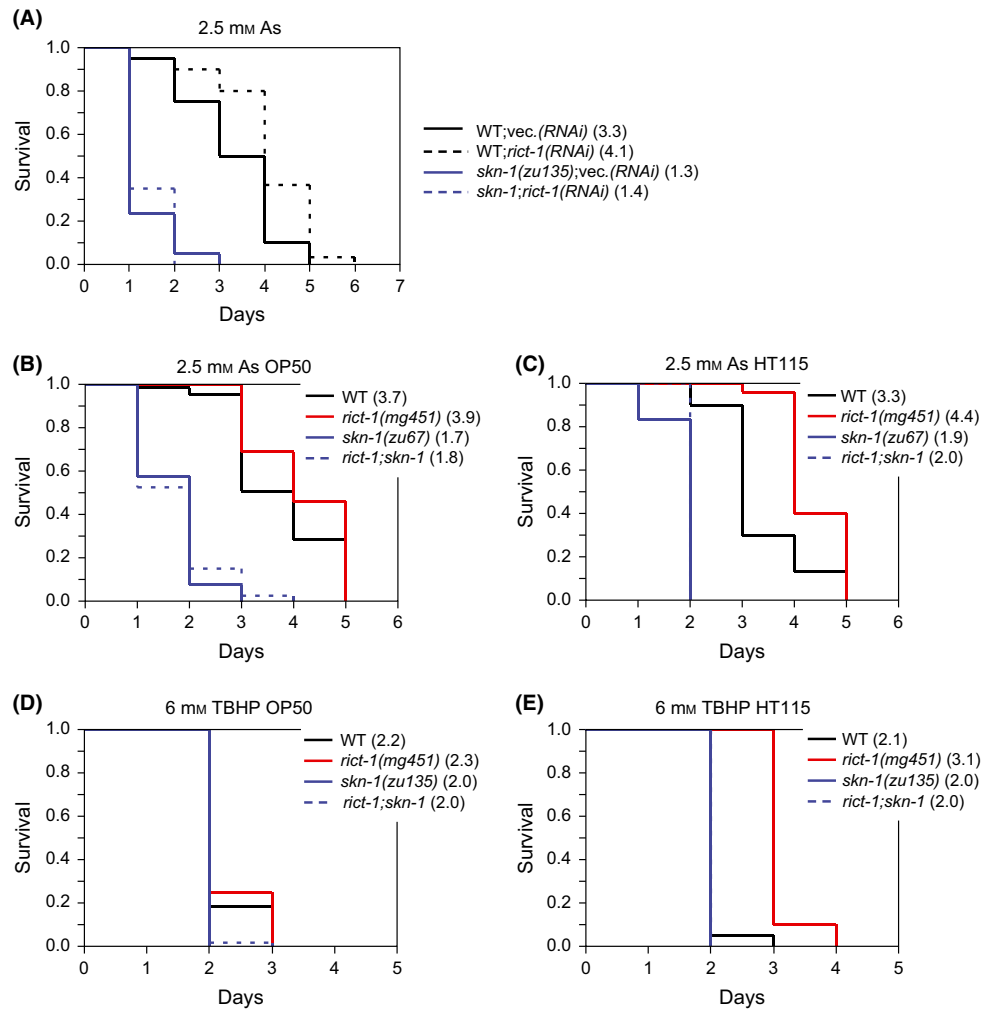 (A)
2.5 mM As
Survival
1.0
0.8
0.6
0.4
0.2
0.0
0 1 2 3 4 5 6 7
Days
WT;vec.(RNAi) (3.3)
WT;rict-1(RNAi) (4.1)
skn-1(zu135);vec.(RNAi) (1.3)
skn-1;rict-1(RNAi) (1.4)
(B)
2.5 mM As OP50
Survival
1.0
0.8
0.6
0.4
0.2
0.0
0 1 2 3 4 5 6
Days
WT (3.7)
rict-1(mg451) (3.9)
skn-1(zu67) (1.7)
rict-1;skn-1 (1.8)
(C)
2.5 mM As HT115
Survival
1.0
0.8
0.6
0.4
0.2
0.0
0 1 2 3 4 5 6
Days
WT (3.3)
rict-1(mg451) (4.4)
skn-1(zu67) (1.9)
rict-1;skn-1 (2.0)
(D)
6 mM TBHP OP50
Survival
1.0
0.8
0.6
0.4
0.2
0.0
0 1 2 3 4 5
Days
WT (2.2)
rict-1(mg451) (2.3)
skn-1(zu135) (2.0)
rict-1;skn-1 (2.0)
(E)
6 mM TBHP HT115
Survival
1.0
0.8
0.6
0.4
0.2
0.0
0 1 2 3 4 5
Days
WT (2.1)
rict-1(mg451) (3.1)
skn-1(zu135) (2.0)
rict-1;skn-1 (2.0)